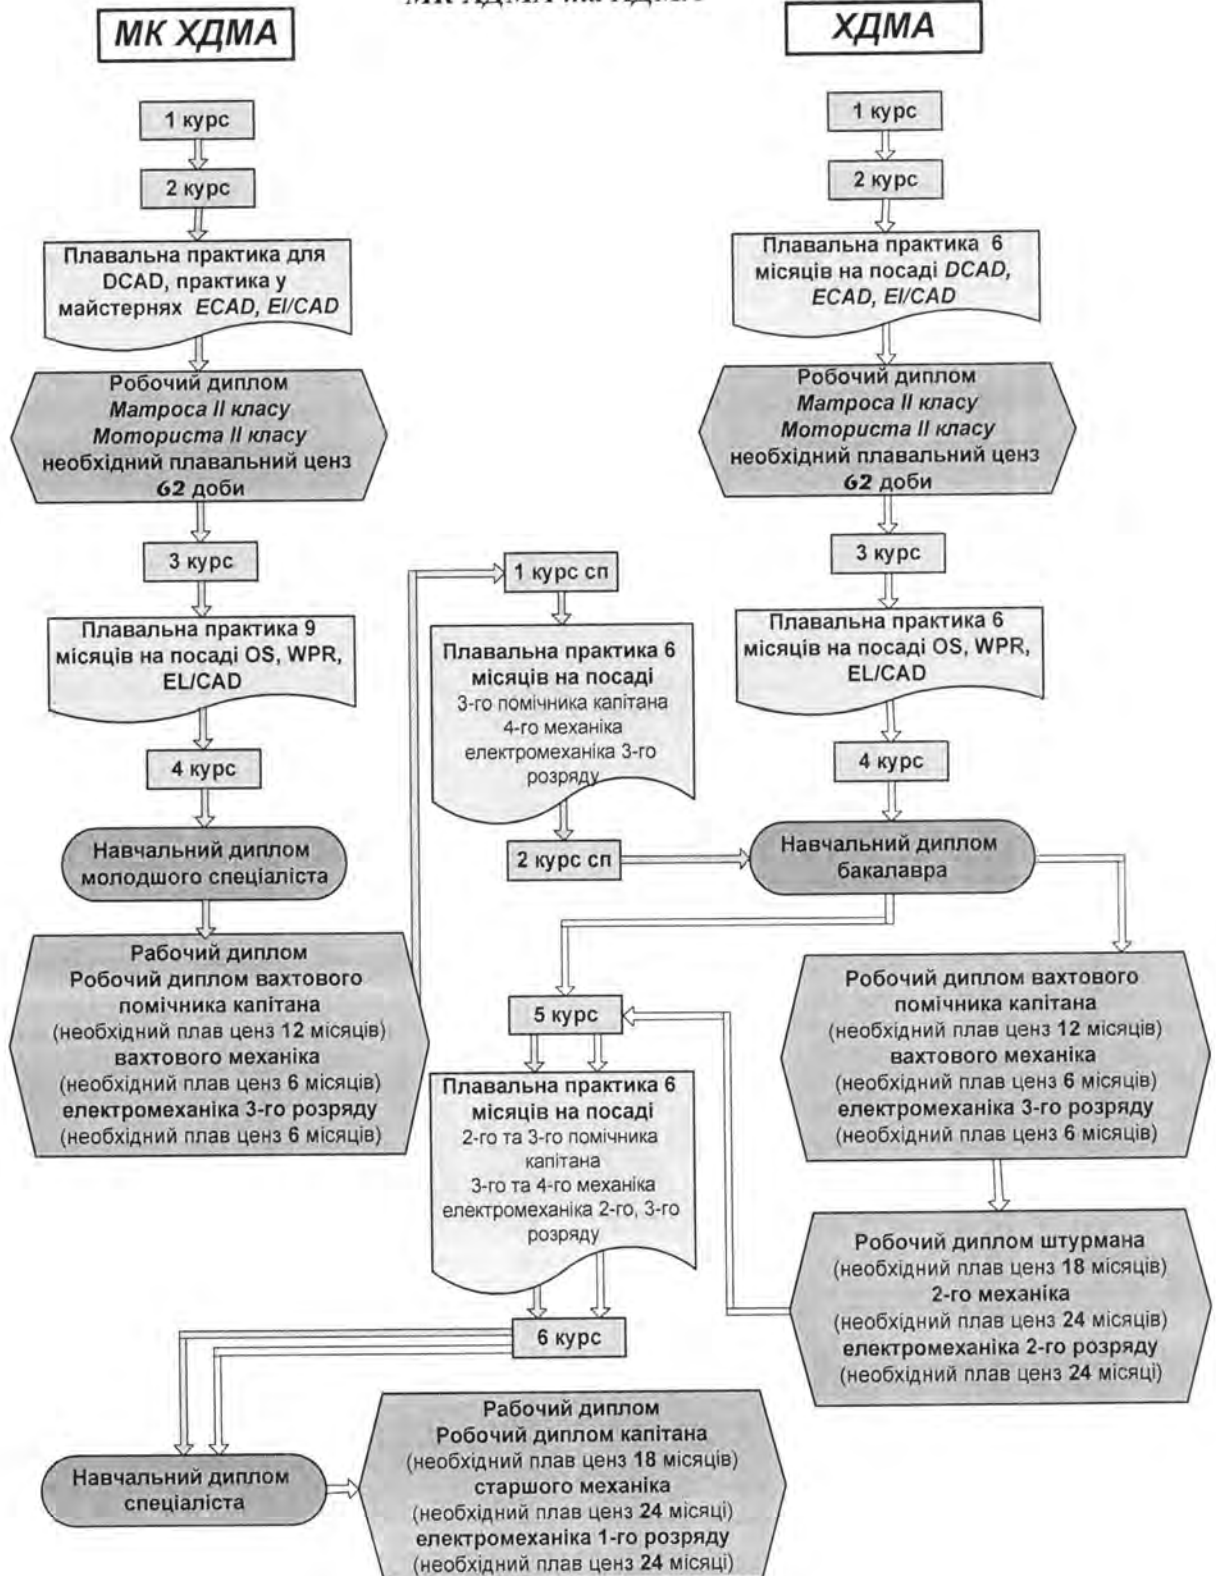 МК ХДМА
1 курс
2 курс
Плавальна практика для
DCAD, практика у
майстернях ECAD, El/CAD
Робочий диплом
Матроса II класу
Моториста II класу
необхідний плавальний ценз
62 доби
3 курс
Плавальна практика 9
місяців на посаді OS, WPR,
EL/CAD
4 курс
Навчальний диплом
молодшого спеціаліста
Рабочий диплом
Робочий диплом вахтового
помічника капітана
(необхідний плав ценз 12 місяців)
вахтового механіка
(необхідний плав ценз 6 місяців)
електромеханіка 3-го розряду
(необхідний плав ценз 6 місяців)
1 курс сп
Плавальна практика 6
місяців на посаді
3-го помічника капітана
4-го механіка
електромеханіка 3-го
розряду
2 курс сп
ХДМА
1 курс
2 курс
Плавальна практика 6
місяців на посаді DCAD,
ECAD, El/CAD
Робочий диплом
Матроса II класу
Моториста II класу
необхідний плавальний ценз
62 доби
3 курс
Плавальна практика 6
місяців на посаді OS, WPR,
EL/CAD
4 курс
Навчальний диплом
бакалавра
Робочий диплом вахтового
помічника капітана
(необхідний плав ценз 12 місяців)
вахтового механіка
(необхідний плав ценз 6 місяців)
електромеханіка 3-го розряду
(необхідний плав ценз 6 місяців)
Робочий диплом штурмана
(необхідний плав ценз 18 місяців)
2-го механіка
(необхідний плав ценз 24 місяців)
електромеханіка 2-го розряду
(необхідний плав ценз 24 місяці)
5 курс
Плавальна практика 6
місяців на посаді
2-го та 3-го помічника
капітана
3-го та 4-го механіка
електромеханіка 2-го, 3-го
розряду
6 курс
Навчальний диплом
спеціаліста
Рабочий диплом
Робочий диплом капітана
(необхідний плав ценз 18 місяців)
старшого механіка
(необхідний плав ценз 24 місяці)
електромеханіка 1-го розряду
(необхідний плав ценз 24 місяці)